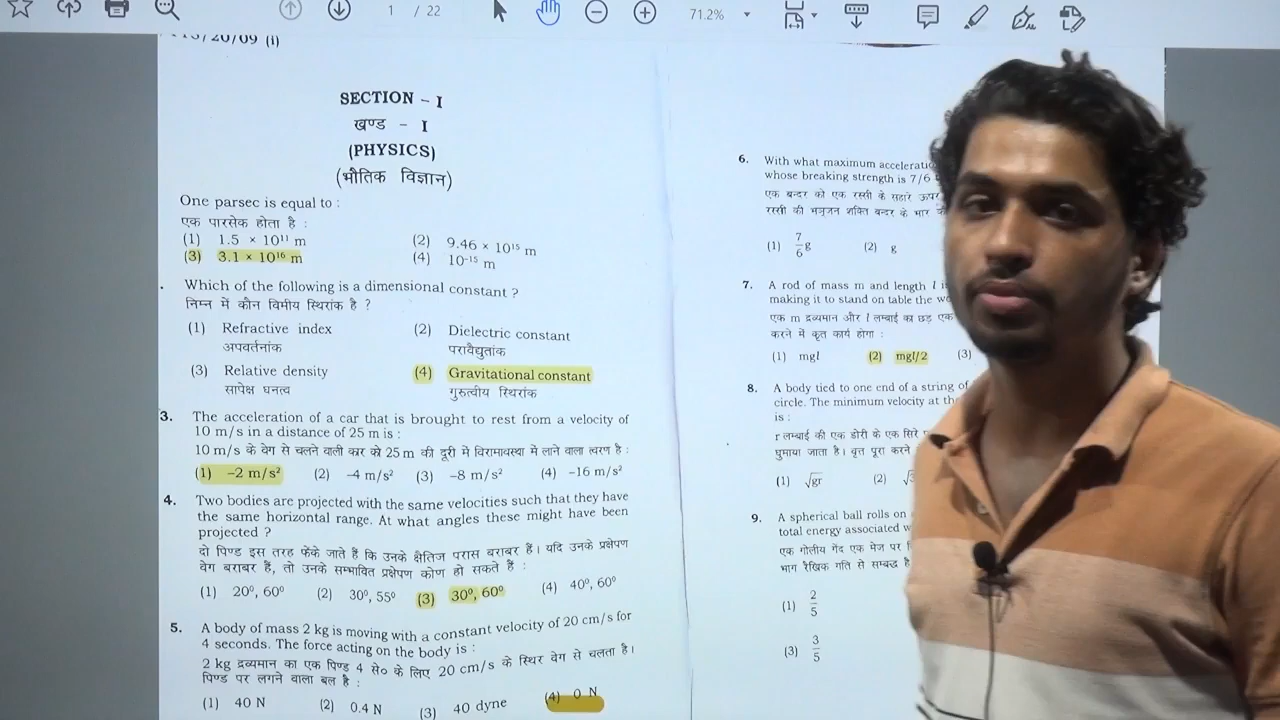 1 / 22
71.2%
(i)
SECTION - I
खण्ड - I
(PHYSICS)
(भौतिक विज्ञान)
One parsec is equal to :
एक पारसेक होता है :
(1) 1.5 × 10¹¹ m (2) 9.46 × 10¹⁵ m
(3) 3.1 × 10¹⁶ m (4) 10⁻¹⁵ m
. Which of the following is a dimensional constant ?
निम्न में कौन विमीय स्थिरांक है ?
(1) Refractive index (2) Dielectric constant
अपवर्तनांक परावैद्युतांक
(3) Relative density (4) Gravitational constant
सापेक्ष घनत्व गुरुत्वीय स्थिरांक
3. The acceleration of a car that is brought to rest from a velocity of
10 m/s in a distance of 25 m is :
10 m/s के वेग से चलने वाली कार को 25 m की दूरी में विरामावस्था में लाने वाला त्वरण है :
(1) -2 m/s² (2) -4 m/s² (3) -8 m/s² (4) -16 m/s²
4. Two bodies are projected with the same velocities such that they have
the same horizontal range. At what angles these might have been
projected ?
दो पिण्ड इस तरह फेंके जाते हैं कि उनके क्षैतिज परास बराबर हैं। यदि उनके प्रक्षेपण
वेग बराबर हैं, तो उनके सम्भावित प्रक्षेपण कोण हो सकते हैं :
(1) 20⁰, 60⁰ (2) 30⁰, 55⁰ (3) 30⁰, 60⁰ (4) 40⁰, 60⁰
5. A body of mass 2 kg is moving with a constant velocity of 20 cm/s for
4 seconds. The force acting on the body is :
2 kg द्रव्यमान का एक पिण्ड 4 से० के लिए 20 cm/s के स्थिर वेग से चलता है।
पिण्ड पर लगने वाला बल है :
(1) 40 N (2) 0.4 N (3) 40 dyne (4) 0 N
6. With what maximum
whose breaking strength is 7/6
एक बन्दर को एक रस्सी के सहारे ऊपर
रस्सी की भन्जन शक्ति बन्दर के भार
(1) 7/6 g (2) g
7. A rod of mass m and length l
making it to stand on table the
एक m द्रव्यमान और l लम्बाई का छड़ एक
करने में कृत कार्य होगा :
(1) mgl (2) mgl/2 (3)
8. A body tied to one end of a string of
circle. The minimum velocity at
is :
r लम्बाई की एक डोरी के एक सिरे
घुमाया जाता है। वृत्त पूरा करने
(1) √gr (2)
9. A spherical ball rolls on
total energy associated
एक गोलीय गेंद एक मेज पर
भाग रैखिक गति से सम्बद्ध
(1) 2/5
(3) 3/5